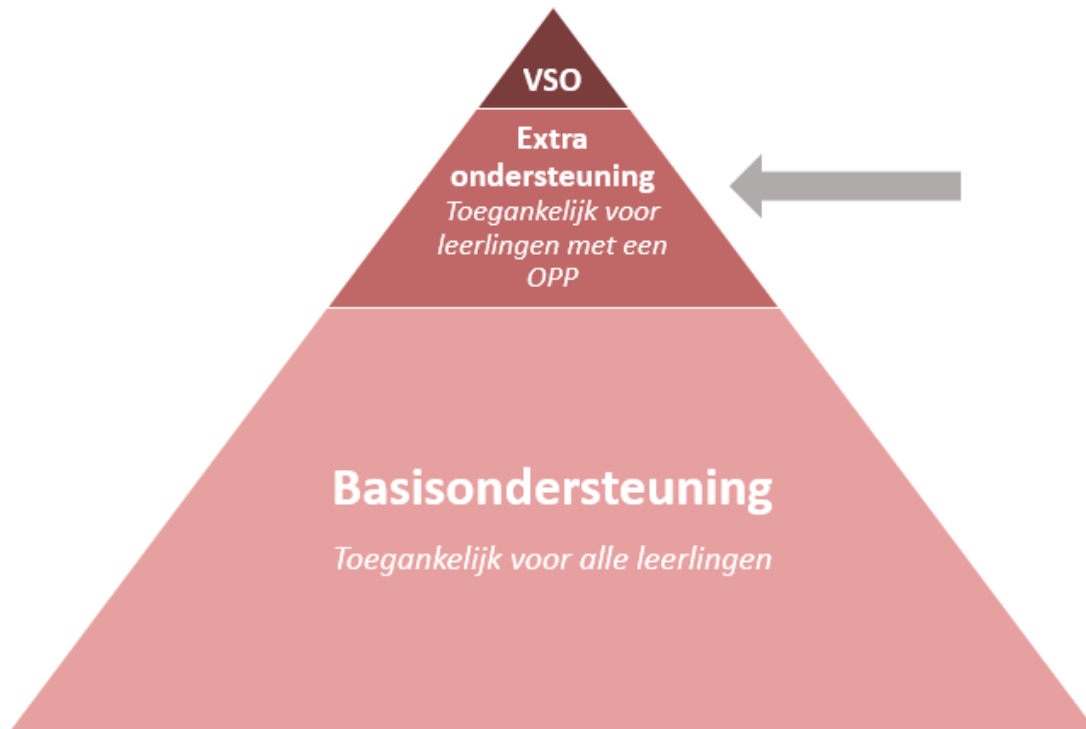 VSO
Extra
ondersteuning
Toegankelijk voor
leerlingen met een
OPP
Basisondersteuning
Toegankelijk voor alle leerlingen